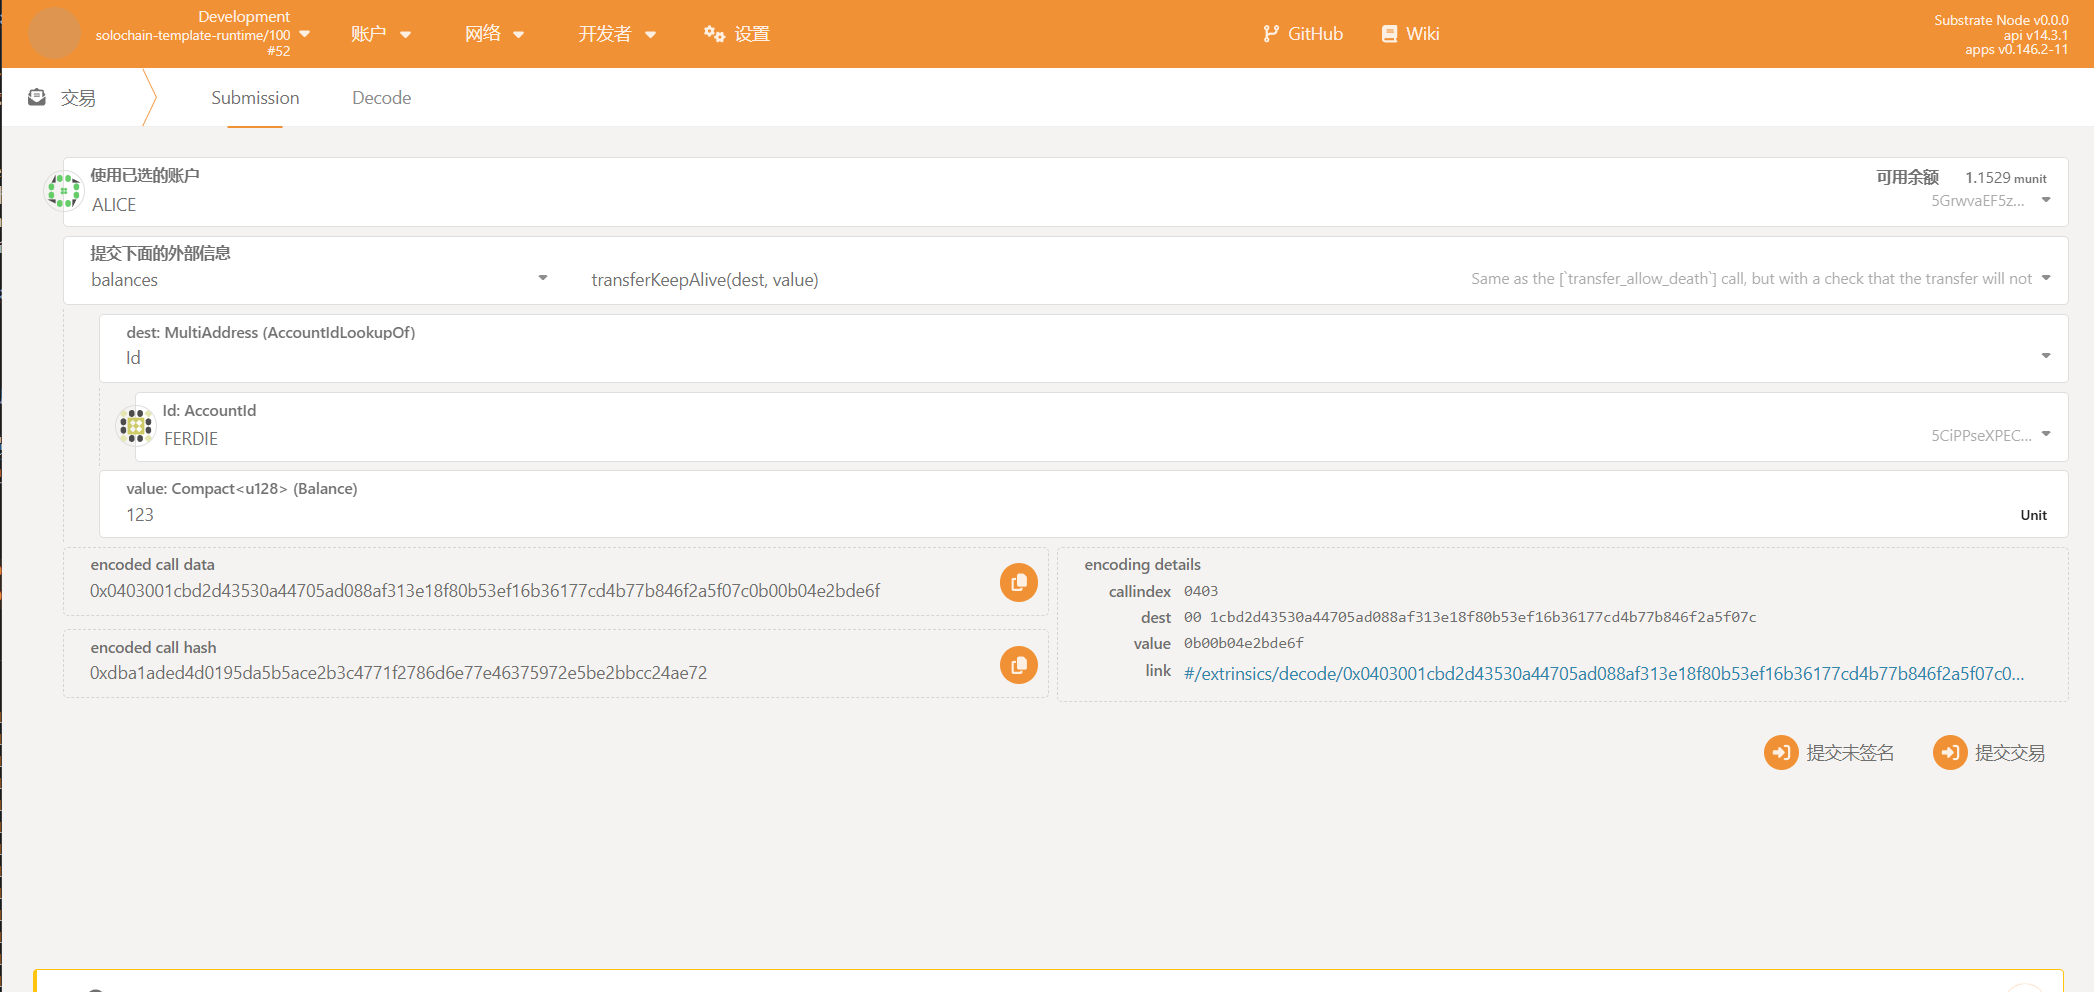 Development
solochain-template-runtime/100
#52
账户
网络
开发者
设置
GitHub
Wiki
Substrate Node v0.0.0
api v14.3.1
apps v0.146.2-11
交易
Submission
Decode
使用已选的账户
ALICE
可用余额 1.1529 munit
5GrwvaEF5z...
提交下面的外部信息
balances
transferKeepAlive(dest, value)
Same as the [`transfer_allow_death`] call, but with a check that the transfer will not
dest: MultiAddress (AccountIdLookupOf)
Id
Id: AccountId
FERDIE
5CiPPseXPEC...
value: Compact<u128> (Balance)
123
Unit
encoded call data
0x0403001cbd2d43530a44705ad088af313e18f80b53ef16b36177cd4b77b846f2a5f07c0b00b04e2bde6f
encoded call hash
0xdba1aded4d0195da5b5ace2b3c4771f2786d6e77e46375972e5be2bbcc24ae72
encoding details
callindex 0403
dest 00 1cbd2d43530a44705ad088af313e18f80b53ef16b36177cd4b77b846f2a5f07c
value 0b00b04e2bde6f
link #/extrinsics/decode/0x0403001cbd2d43530a44705ad088af313e18f80b53ef16b36177cd4b77b846f2a5f07c0...
提交未签名
提交交易